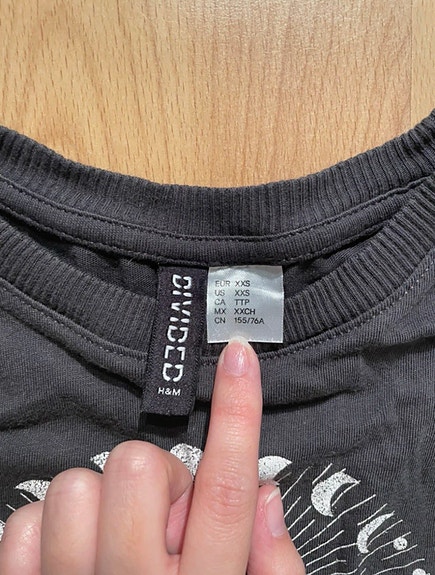 DIVIDED
H&M
EUR XXS
US XXS
CA TTP
MX XXCH
CN 155/76A